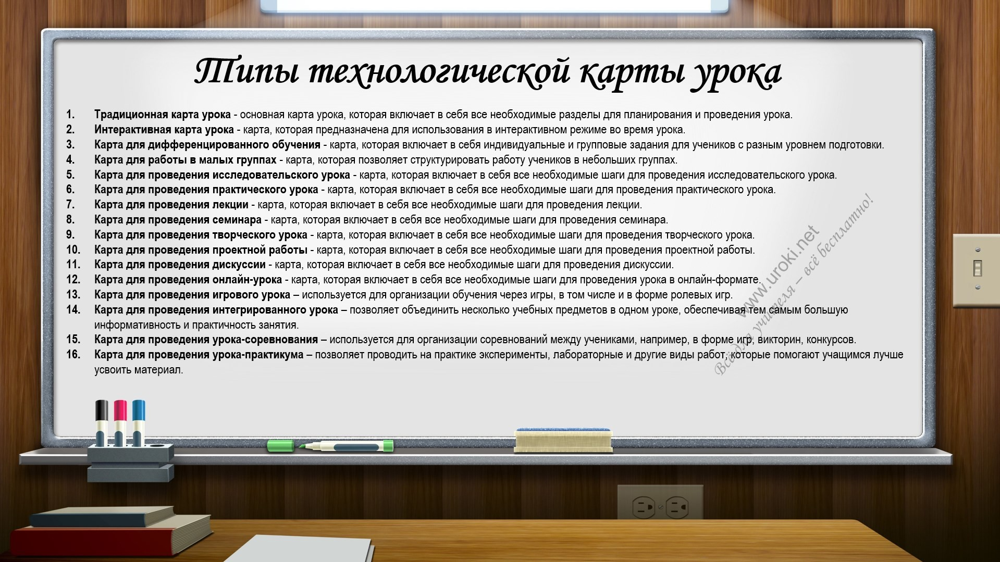 Типы технологической карты урока
1. Традиционная карта урока - основная карта урока, которая включает в себя все необходимые разделы для планирования и проведения урока.
2. Интерактивная карта урока - карта, которая предназначена для использования в интерактивном режиме во время урока.
3. Карта для дифференцированного обучения - карта, которая включает в себя индивидуальные и групповые задания для учеников с разным уровнем подготовки.
4. Карта для работы в малых группах - карта, которая позволяет структурировать работу учеников в небольших группах.
5. Карта для проведения исследовательского урока - карта, которая включает в себя все необходимые шаги для проведения исследовательского урока.
6. Карта для проведения практического урока - карта, которая включает в себя все необходимые шаги для проведения практического урока.
7. Карта для проведения лекции - карта, которая включает в себя все необходимые шаги для проведения лекции.
8. Карта для проведения семинара - карта, которая включает в себя все необходимые шаги для проведения семинара.
9. Карта для проведения творческого урока - карта, которая включает в себя все необходимые шаги для проведения творческого урока.
10. Карта для проведения проектной работы - карта, которая включает в себя все необходимые шаги для проведения проектной работы.
11. Карта для проведения дискуссии - карта, которая включает в себя все необходимые шаги для проведения дискуссии.
12. Карта для проведения онлайн-урока - карта, которая включает в себя все необходимые шаги для проведения урока в онлайн-формате.
13. Карта для проведения игрового урока – используется для организации обучения через игры, в том числе и в форме ролевых игр.
14. Карта для проведения интегрированного урока – позволяет объединить несколько учебных предметов в одном уроке, обеспечивая тем самым большую
информативность и практичность занятия.
15. Карта для проведения урока-соревнования – используется для организации соревнований между учениками, например, в форме игр, викторин, конкурсов.
16. Карта для проведения урока-практикума – позволяет проводить на практике эксперименты, лабораторные и другие виды работ, которые помогают учащимся лучше
усвоить материал.
www.uroki.net
Всё для учителя – всё бесплатно!